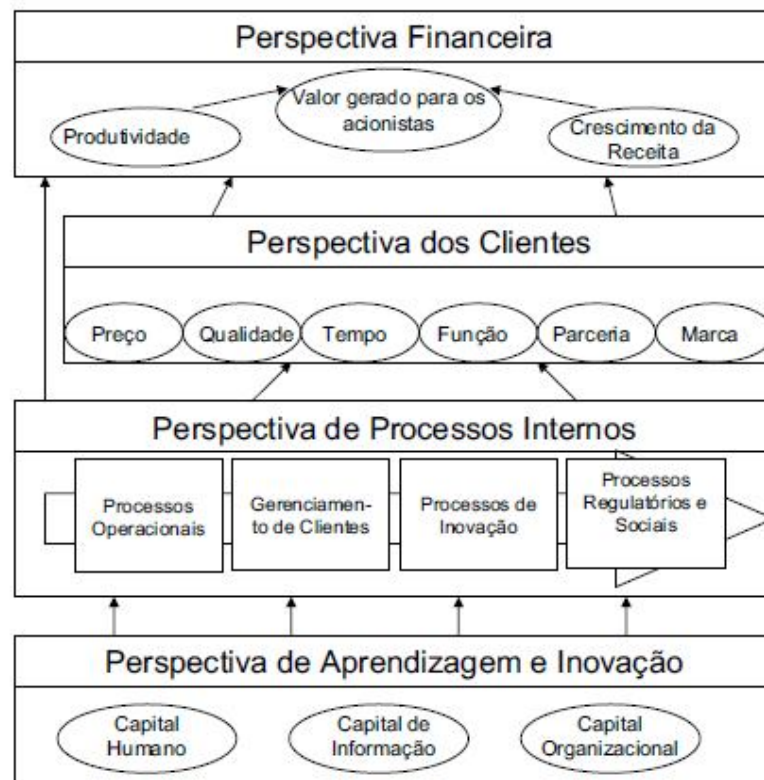 Perspectiva Financeira
Valor gerado para os
acionistas
Produtividade
Crescimento da
Receita
Perspectiva dos Clientes
Preço
Qualidade
Tempo
Função
Parceria
Marca
Perspectiva de Processos Internos
Processos
Operacionais
Gerenciamen-
to de Clientes
Processos de
Inovação
Processos
Regulatórios e
Sociais
Perspectiva de Aprendizagem e Inovação
Capital
Humano
Capital de
Informação
Capital
Organizacional